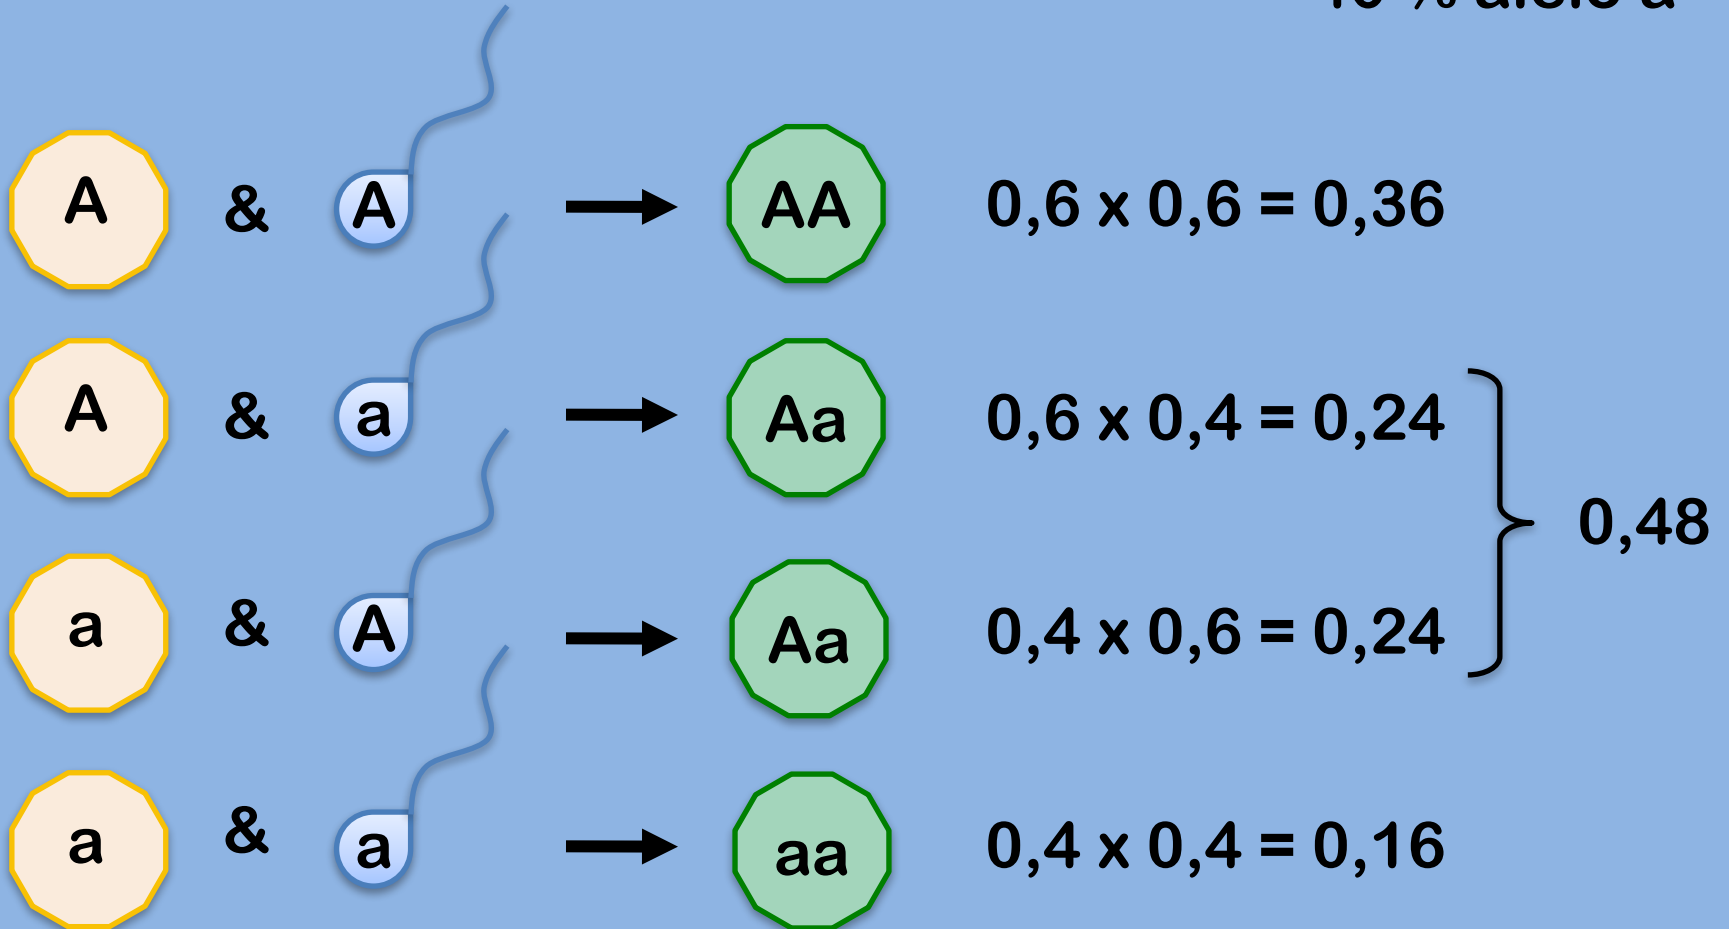 A & A AA 0,6 x 0,6 = 0,36
A & a Aa 0,6 x 0,4 = 0,24
0,48
a & A Aa 0,4 x 0,6 = 0,24
a & a aa 0,4 x 0,4 = 0,16